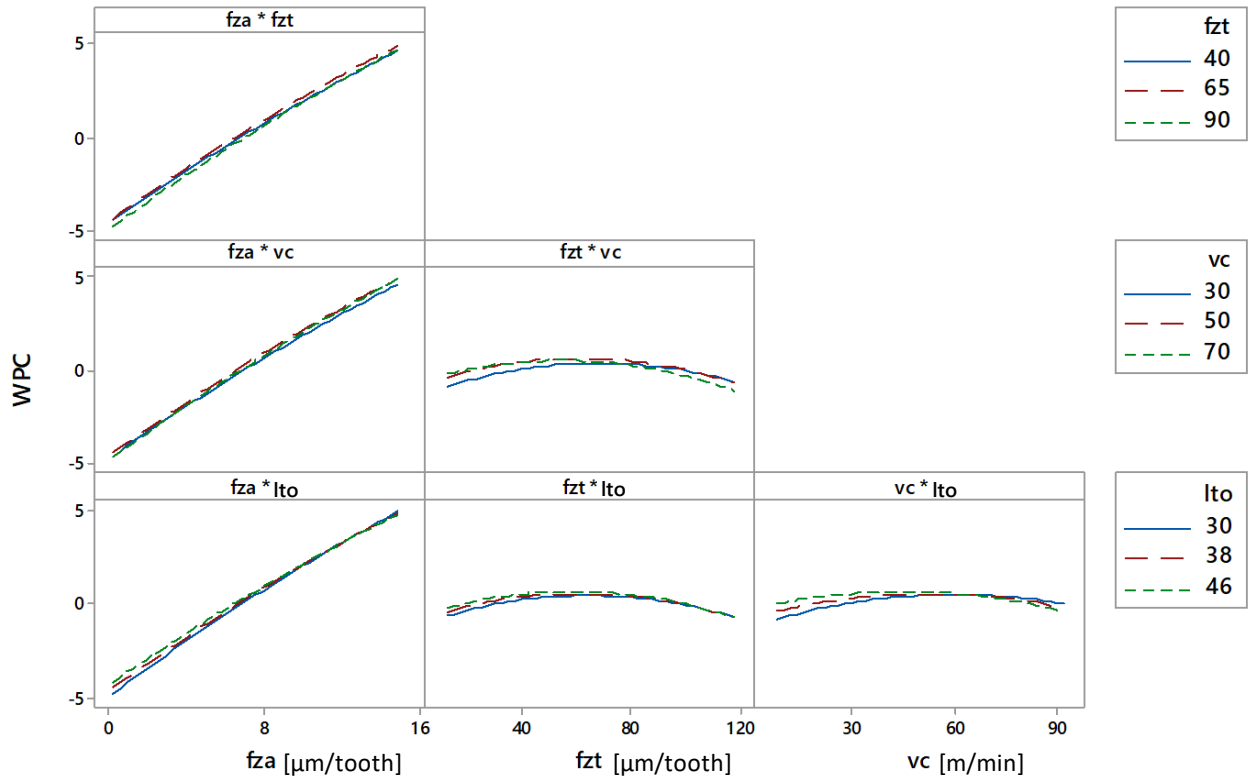 fza * fzt
5
0
-5
fzt
40
65
90
fza * vc
fzt * vc
5
0
-5
vc
30
50
70
WPC
fza * lto
fzt * lto
vc * lto
5
0
-5
lto
30
38
46
0 8 16
40 80 120
30 60 90
fza [µm/tooth]
fzt [µm/tooth]
vc [m/min]